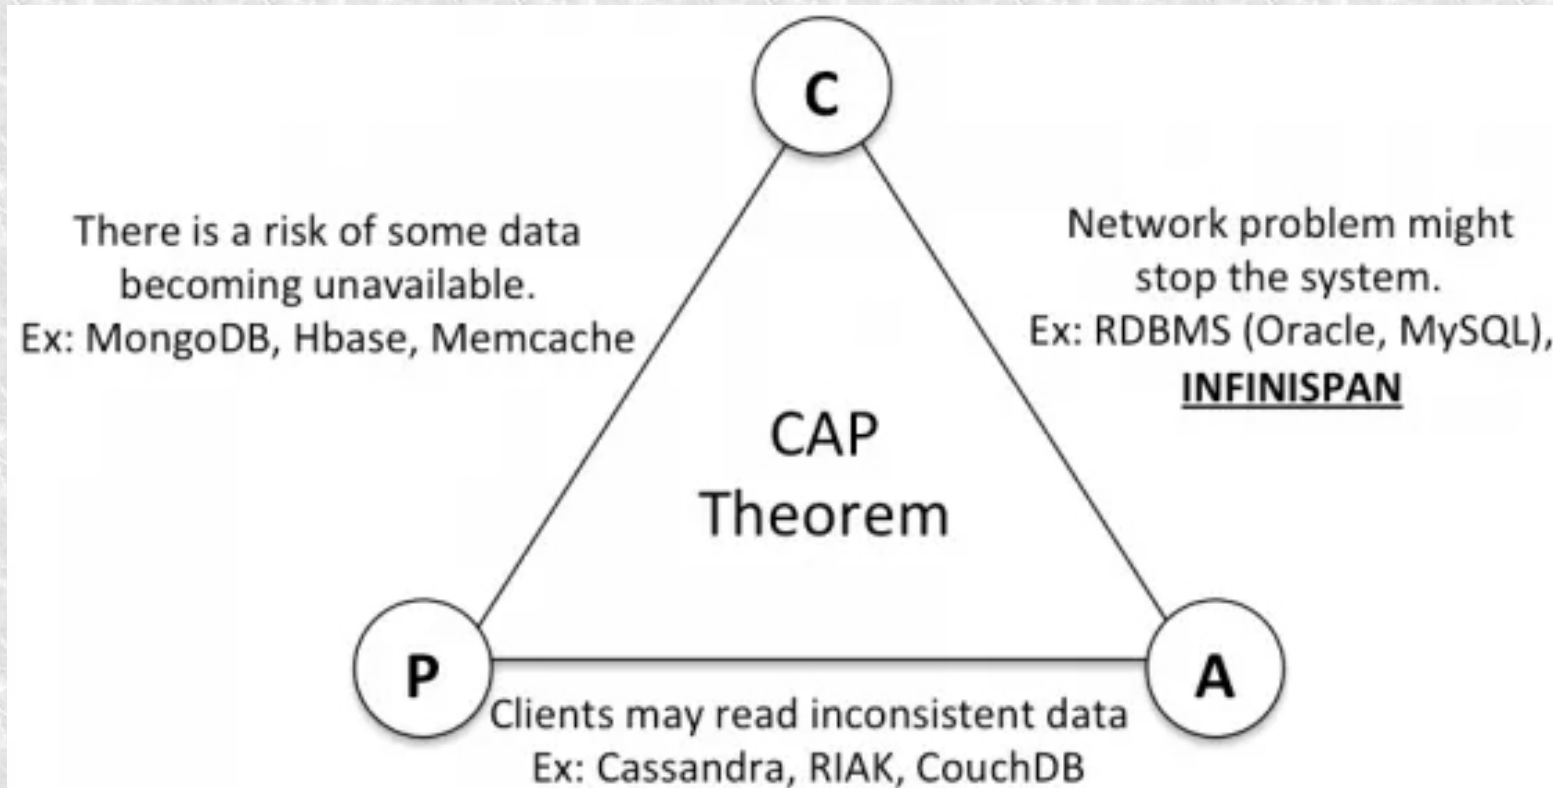 C
There is a risk of some data
becoming unavailable.
Ex: MongoDB, Hbase, Memcache
Network problem might
stop the system.
Ex: RDBMS (Oracle, MySQL),
INFINISPAN
CAP
Theorem
P
A
Clients may read inconsistent data
Ex: Cassandra, RIAK, CouchDB